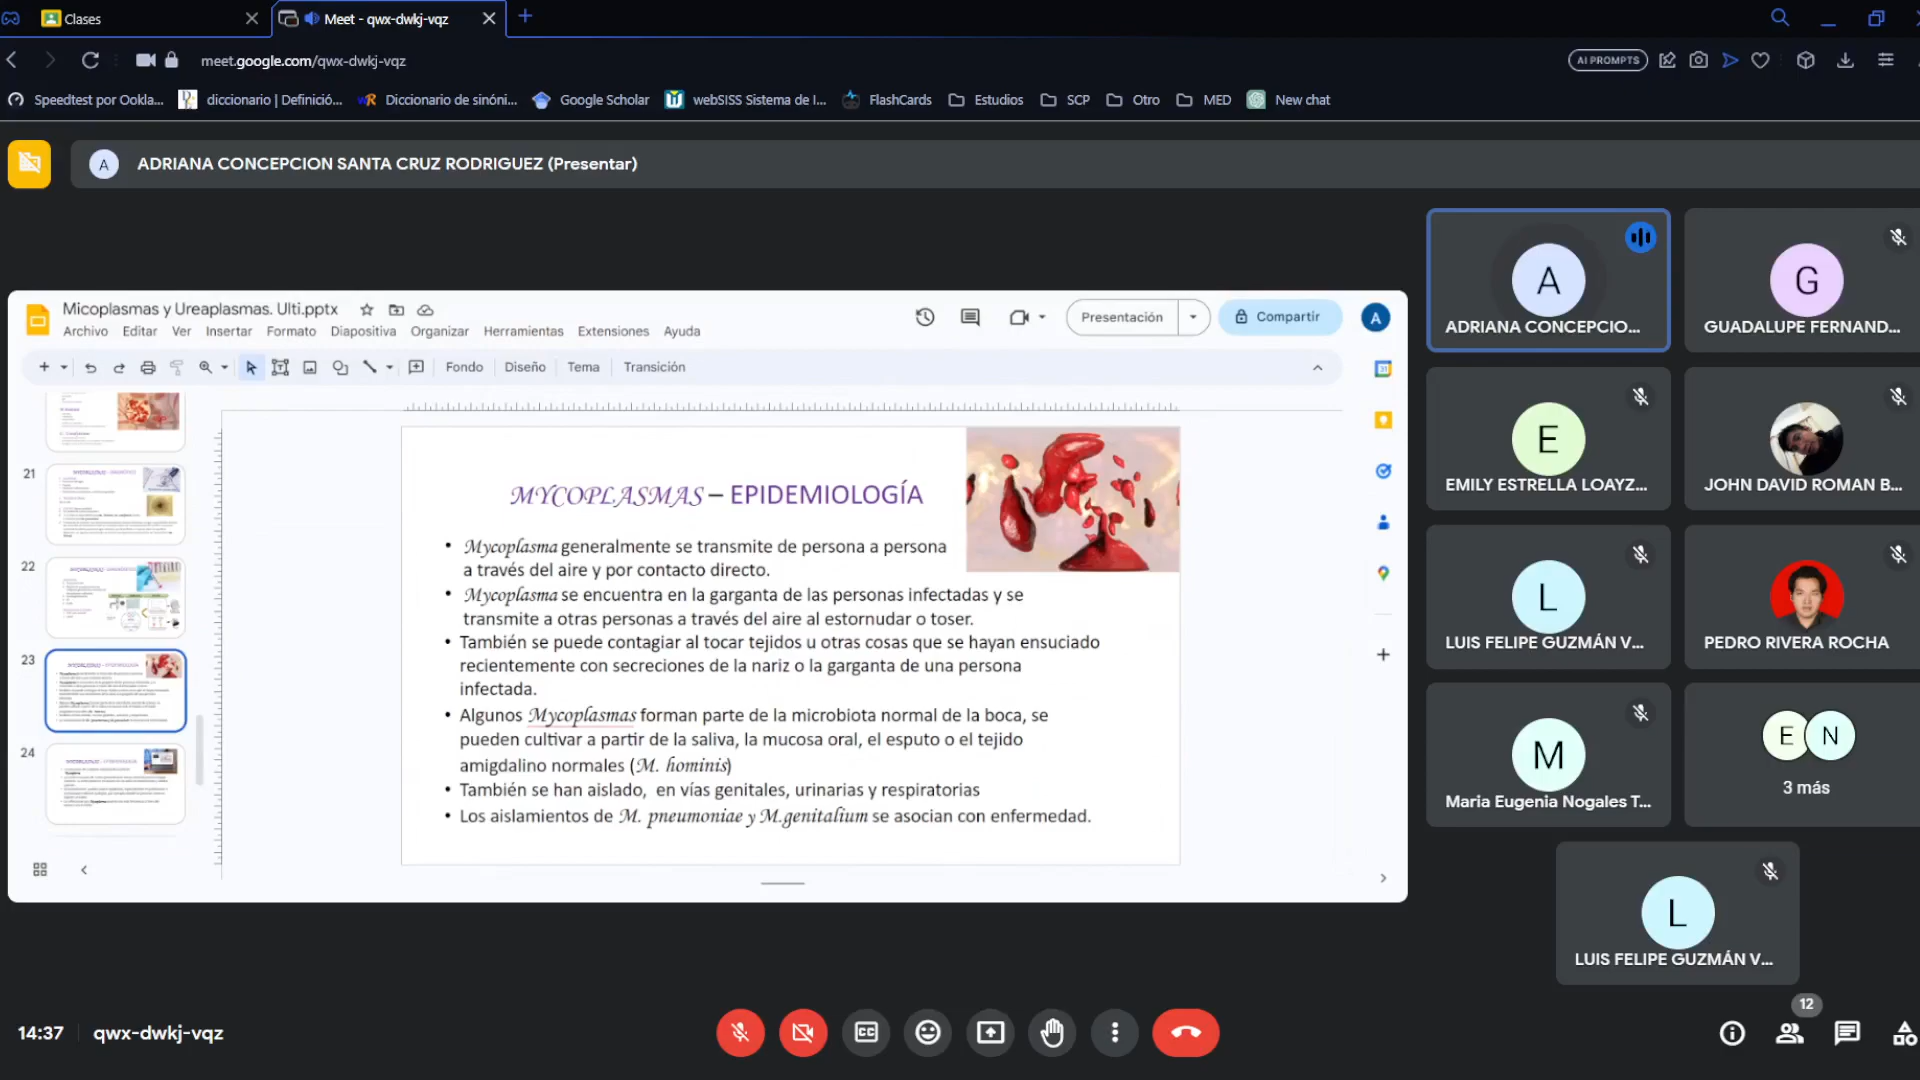 Clases
Meet - qwx-dwkj-vqz
meet.google.com/qwx-dwkj-vqz
AI PROMPTS
Speedtest por Ookla...
diccionario | Definició...
Diccionario de sinóni...
Google Scholar
webSISS Sistema de I...
FlashCards
Estudios
SCP
Otro
MED
New chat
A
ADRIANA CONCEPCION SANTA CRUZ RODRIGUEZ (Presentar)
Micoplasmas y Ureaplasmas. Ulti.pptx
Archivo Editar Ver Insertar Formato Diapositiva Organizar Herramientas Extensiones Ayuda
Presentación
Compartir
A
Fondo Diseño Tema Transición
21
22
23
24
MYCOPLASMAS – EPIDEMIOLOGÍA
• Mycoplasma generalmente se transmite de persona a persona
a través del aire y por contacto directo.
• Mycoplasma se encuentra en la garganta de las personas infectadas y se
transmite a otras personas a través del aire al estornudar o toser.
• También se puede contagiar al tocar tejidos u otras cosas que se hayan ensuciado
recientemente con secreciones de la nariz o la garganta de una persona
infectada.
• Algunos Mycoplasmas forman parte de la microbiota normal de la boca, se
pueden cultivar a partir de la saliva, la mucosa oral, el esputo o el tejido
amigdalino normales (M. hominis)
• También se han aislado, en vías genitales, urinarias y respiratorias
• Los aislamientos de M. pneumoniae y M.genitalium se asocian con enfermedad.
A
ADRIANA CONCEPCIO...
G
GUADALUPE FERNAND...
E
EMILY ESTRELLA LOAYZ...
JOHN DAVID ROMAN B...
L
LUIS FELIPE GUZMÁN V...
PEDRO RIVERA ROCHA
M
Maria Eugenia Nogales T...
E N
3 más
L
LUIS FELIPE GUZMÁN V...
14:37
qwx-dwkj-vqz
12